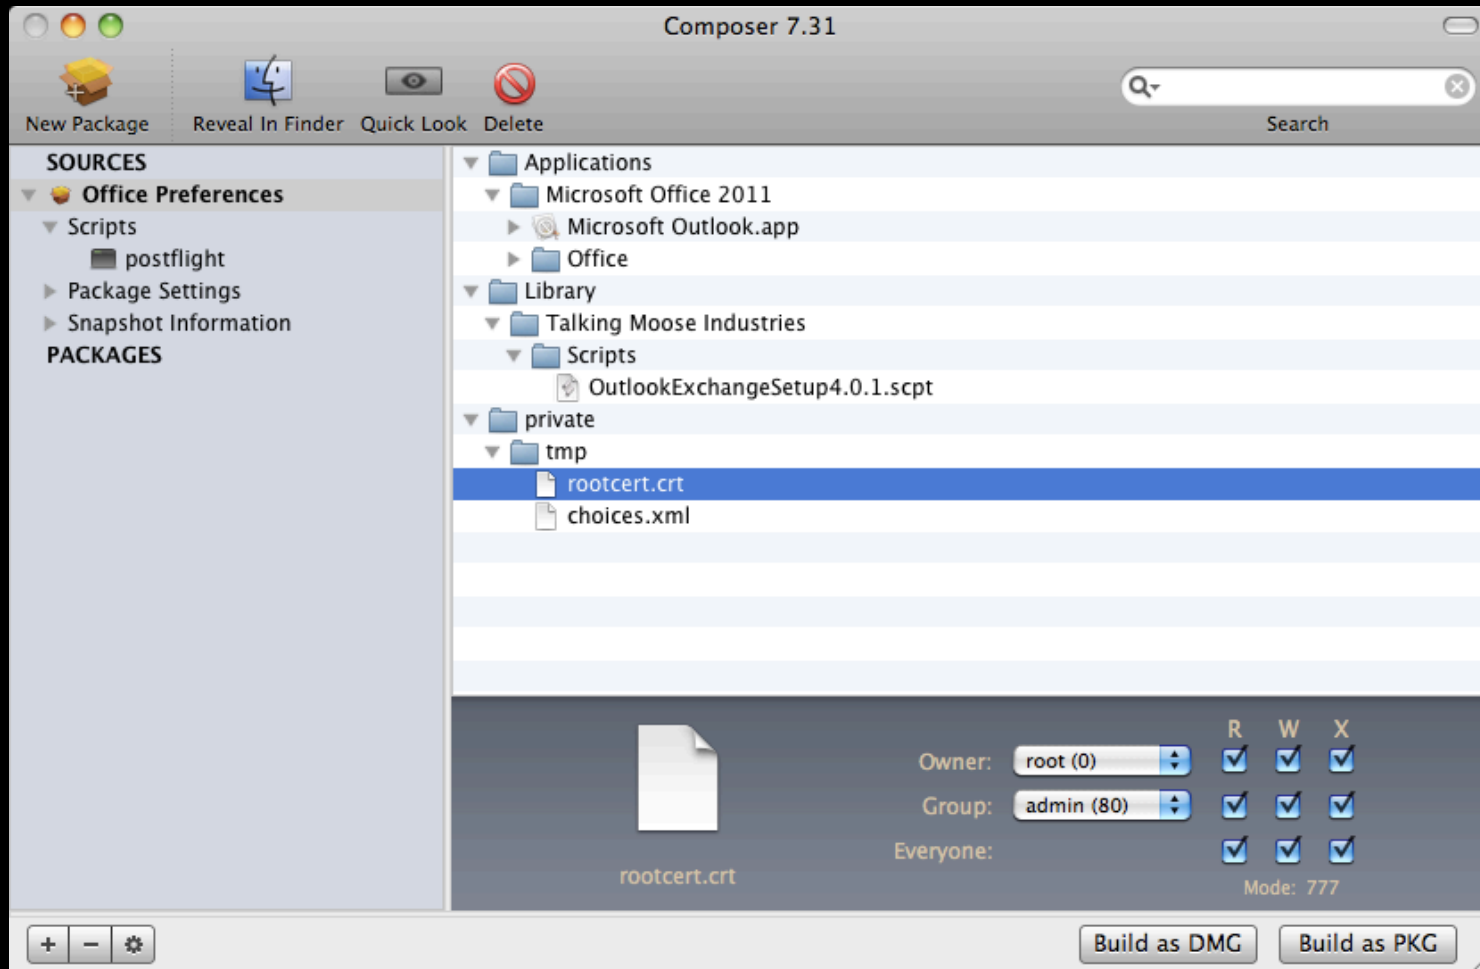 Composer 7.31
New Package
Reveal In Finder
Quick Look
Delete
Search
SOURCES
Office Preferences
Scripts
postflight
Package Settings
Snapshot Information
PACKAGES
Applications
Microsoft Office 2011
Microsoft Outlook.app
Office
Library
Talking Moose Industries
Scripts
OutlookExchangeSetup4.0.1.scpt
private
tmp
rootcert.crt
choices.xml
rootcert.crt
R W X
Owner: root (0)
Group: admin (80)
Everyone:
Mode: 777
Build as DMG
Build as PKG